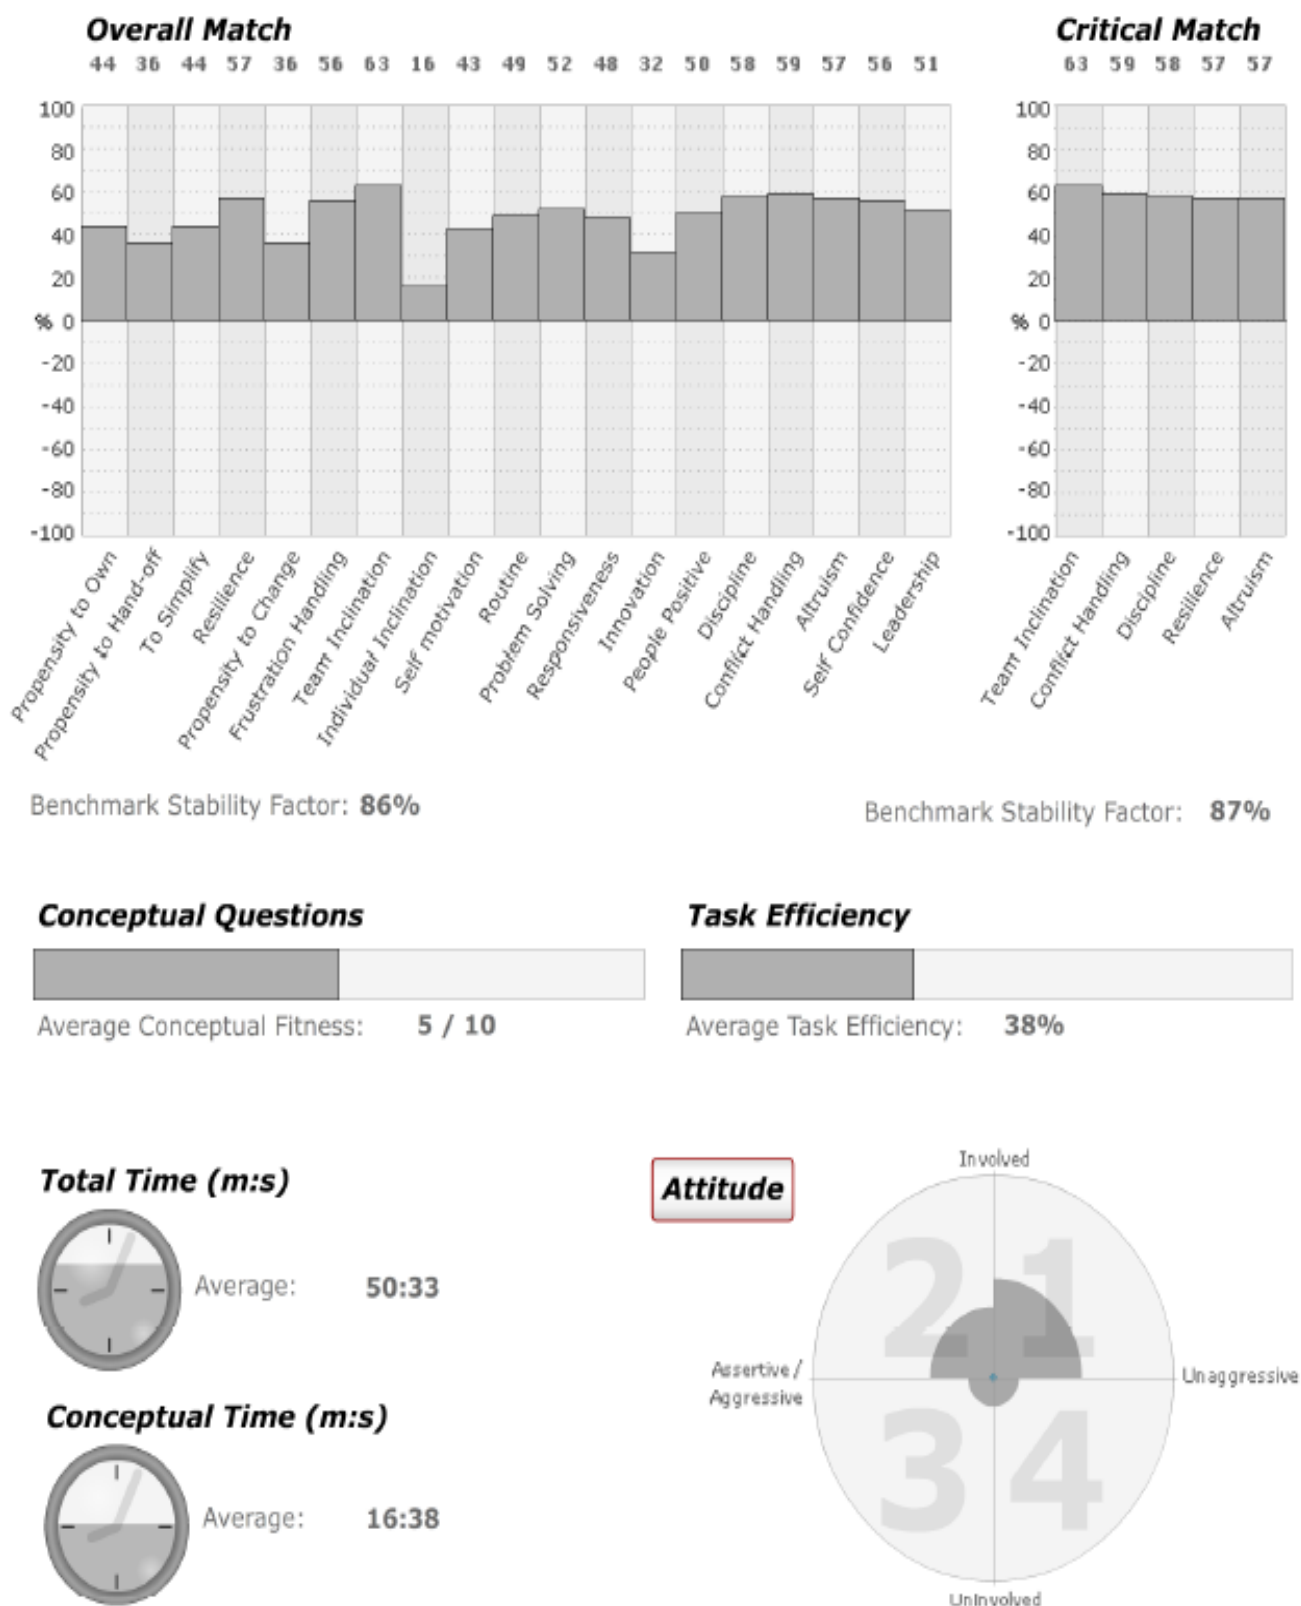 Overall Match
44 36 44 57 36 56 63 16 43 49 52 48 32 50 58 59 57 56 51
100
80
60
40
20
% 0
-20
-40
-60
-80
-100
Propensity to Own
Propensity to Hand-off
To Simplify
Resilience
Propensity to Change
Frustration Handling
Team Inclination
Individual Inclination
Self motivation
Routine
Problem Solving
Responsiveness
Innovation
People Positive
Discipline
Conflict Handling
Altruism
Self Confidence
Leadership
Benchmark Stability Factor: 86%
Critical Match
63 59 58 57 57
100
80
60
40
20
% 0
-20
-40
-60
-80
-100
Team Inclination
Conflict Handling
Discipline
Resilience
Altruism
Benchmark Stability Factor: 87%
Conceptual Questions
Average Conceptual Fitness: 5 / 10
Task Efficiency
Average Task Efficiency: 38%
Total Time (m:s)
Average: 50:33
Conceptual Time (m:s)
Average: 16:38
Attitude
Involved
2 1
Assertive /
Aggressive
Unaggressive
3 4
UnInvolved